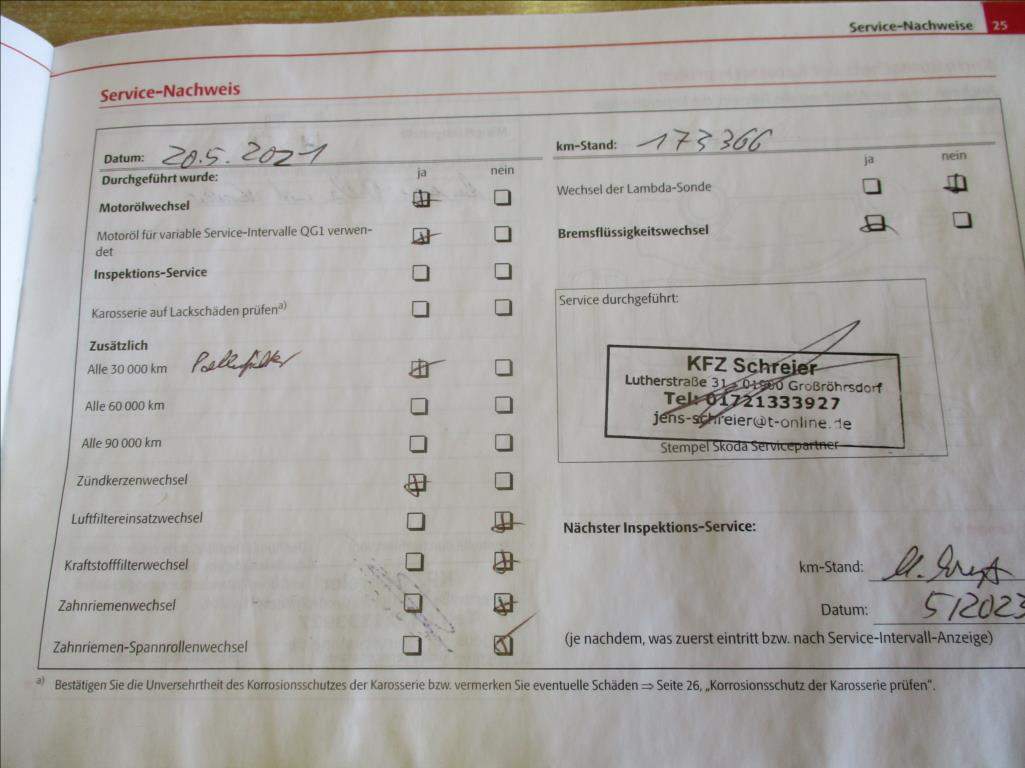 Service-Nachweise 25
Service-Nachweis
Datum: 20.5.2021
Durchgeführt wurde:
ja nein
Motorölwechsel
Motoröl für variable Service-Intervalle QG1 verwen-
det
Inspektions-Service
Karosserie auf Lackschäden prüfen a)
Zusätzlich
Alle 30 000 km Pollenfilter
Alle 60 000 km
Alle 90 000 km
Zündkerzenwechsel
Luftfiltereinsatzwechsel
Kraftstofffilterwechsel
Zahnriemenwechsel
Zahnriemen-Spannrollenwechsel
km-Stand: 173366
ja nein
Wechsel der Lambda-Sonde
Bremsflüssigkeitswechsel
Service durchgeführt:
KFZ Schreier
Lutherstraße 31 - 01900 Großröhrsdorf
Tel: 01721333927
jens-schreier@t-online.de
Stempel Skoda Servicepartner
Nächster Inspektions-Service:
km-Stand:
Datum: 5/2023
(je nachdem, was zuerst eintritt bzw. nach Service-Intervall-Anzeige)
a) Bestätigen Sie die Unversehrtheit des Korrosionsschutzes der Karosserie bzw. vermerken Sie eventuelle Schäden ⇒ Seite 26, „Korrosionsschutz der Karosserie prüfen“.